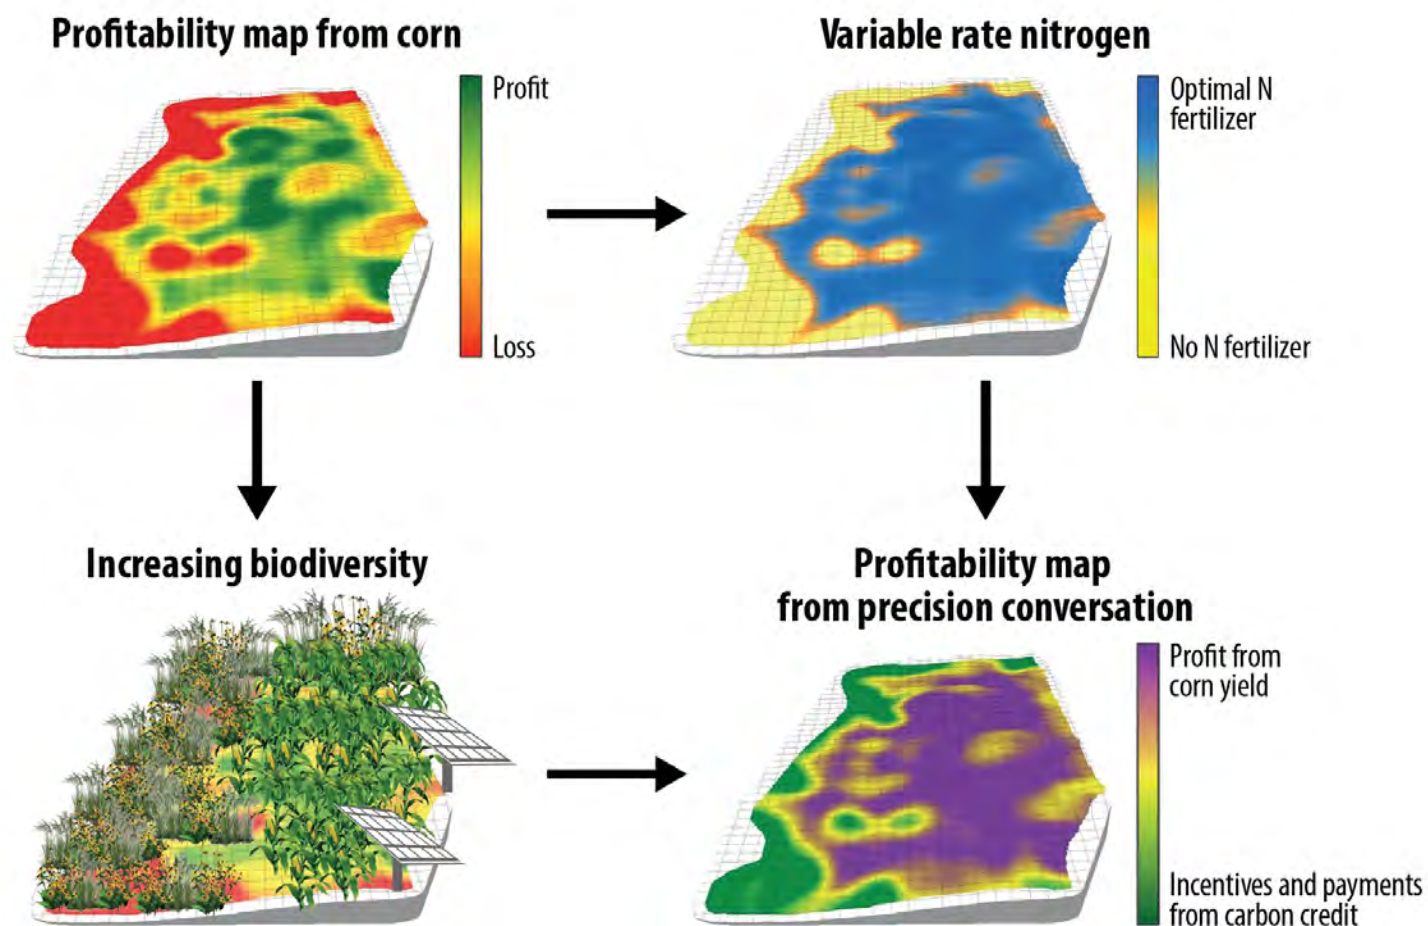 Profitability map from corn
Profit
Loss
Variable rate nitrogen
Optimal N
fertilizer
No N fertilizer
Increasing biodiversity
Profitability map
from precision conversation
Profit from
corn yield
Incentives and payments
from carbon credit